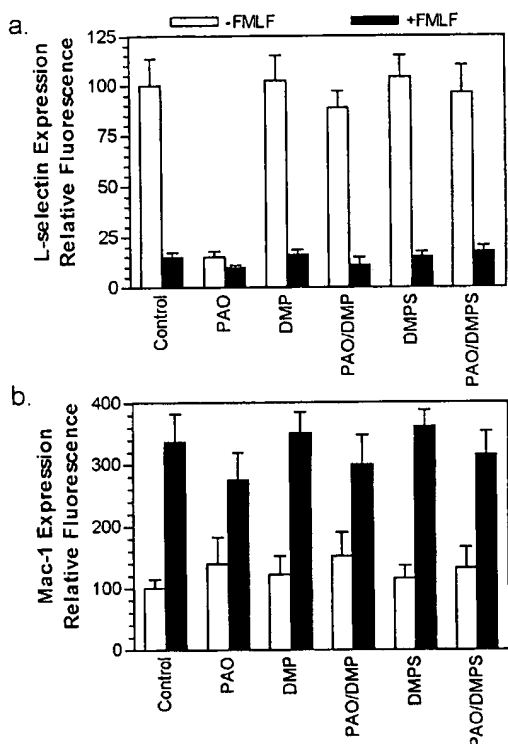 a.
-FMLF
+FMLF
L-selectin Expression
Relative Fluorescence
125
100
75
50
25
0
Control
PAO
DMP
PAO/DMP
DMPS
PAO/DMPS
b.
Mac-1 Expression
Relative Fluorescence
400
300
200
100
0
Control
PAO
DMP
PAO/DMP
DMPS
PAO/DMPS